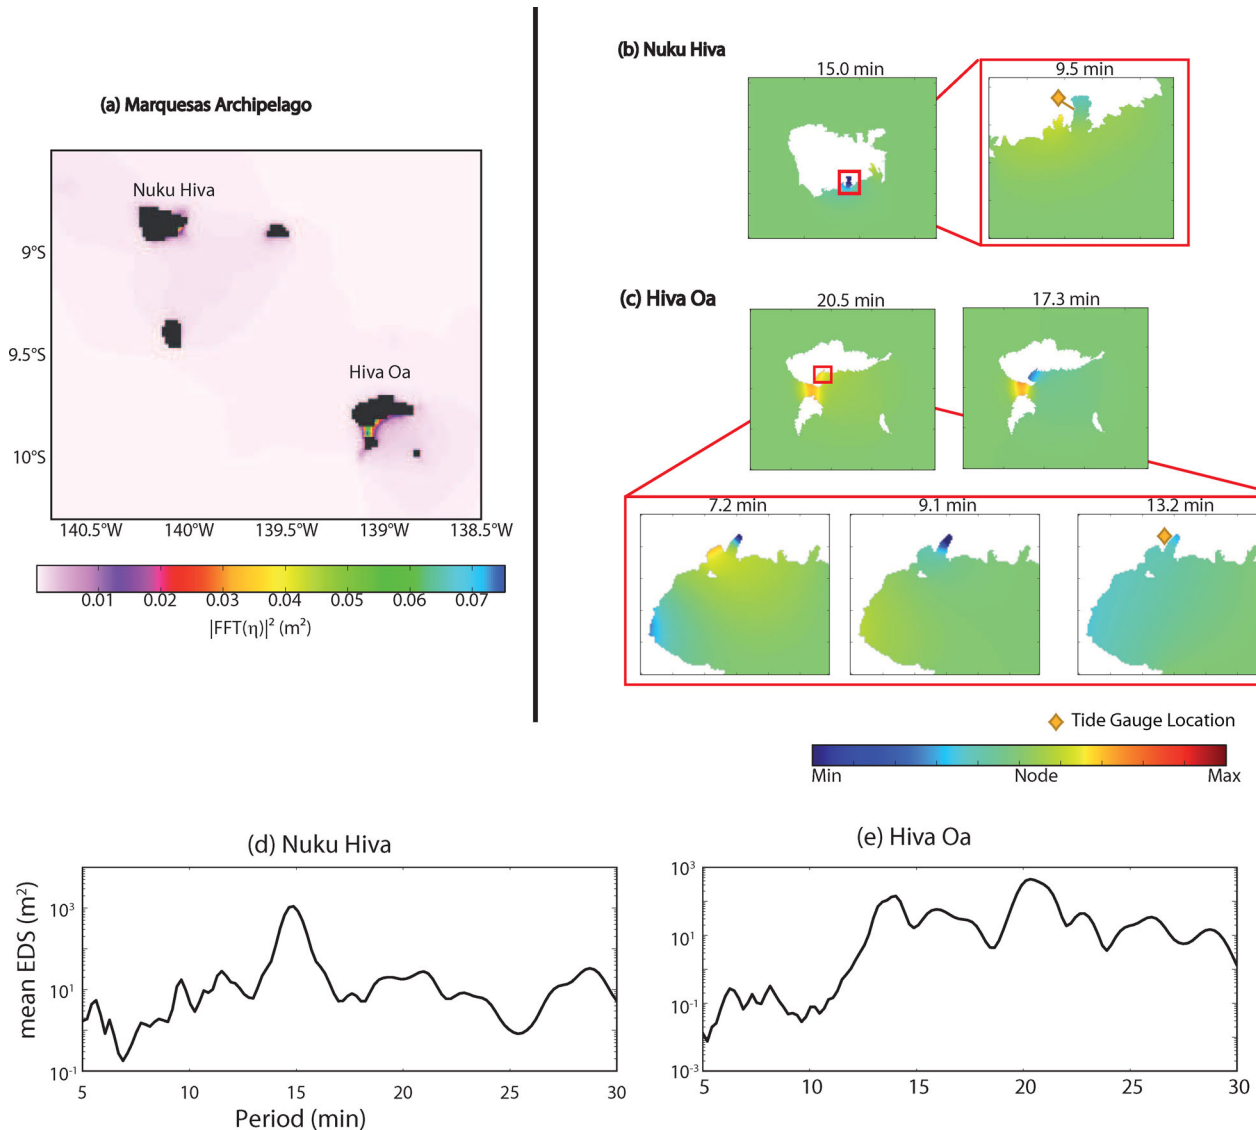 (a) Marquesas Archipelago
Nuku Hiva
Hiva Oa
9°S
9.5°S
10°S
140.5°W 140°W 139.5°W 139°W 138.5°W
0.01 0.02 0.03 0.04 0.05 0.06 0.07
|FFT(η)|² (m²)
(b) Nuku Hiva
15.0 min
9.5 min
(c) Hiva Oa
20.5 min
17.3 min
7.2 min
9.1 min
13.2 min
Tide Gauge Location
Min Node Max
(d) Nuku Hiva
mean EDS (m²)
10³
10¹
10⁻¹
5 10 15 20 25 30
Period (min)
(e) Hiva Oa
10³
10¹
10⁻¹
10⁻³
5 10 15 20 25 30